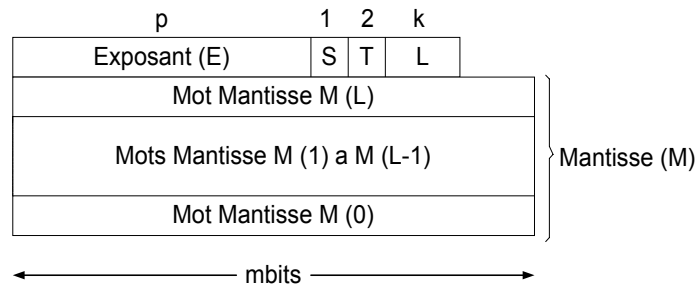 p 1 2 k
Exposant (E) S T L
Mot Mantisse M (L)
Mots Mantisse M (1) a M (L-1)
Mantisse (M)
Mot Mantisse M (0)
mbits